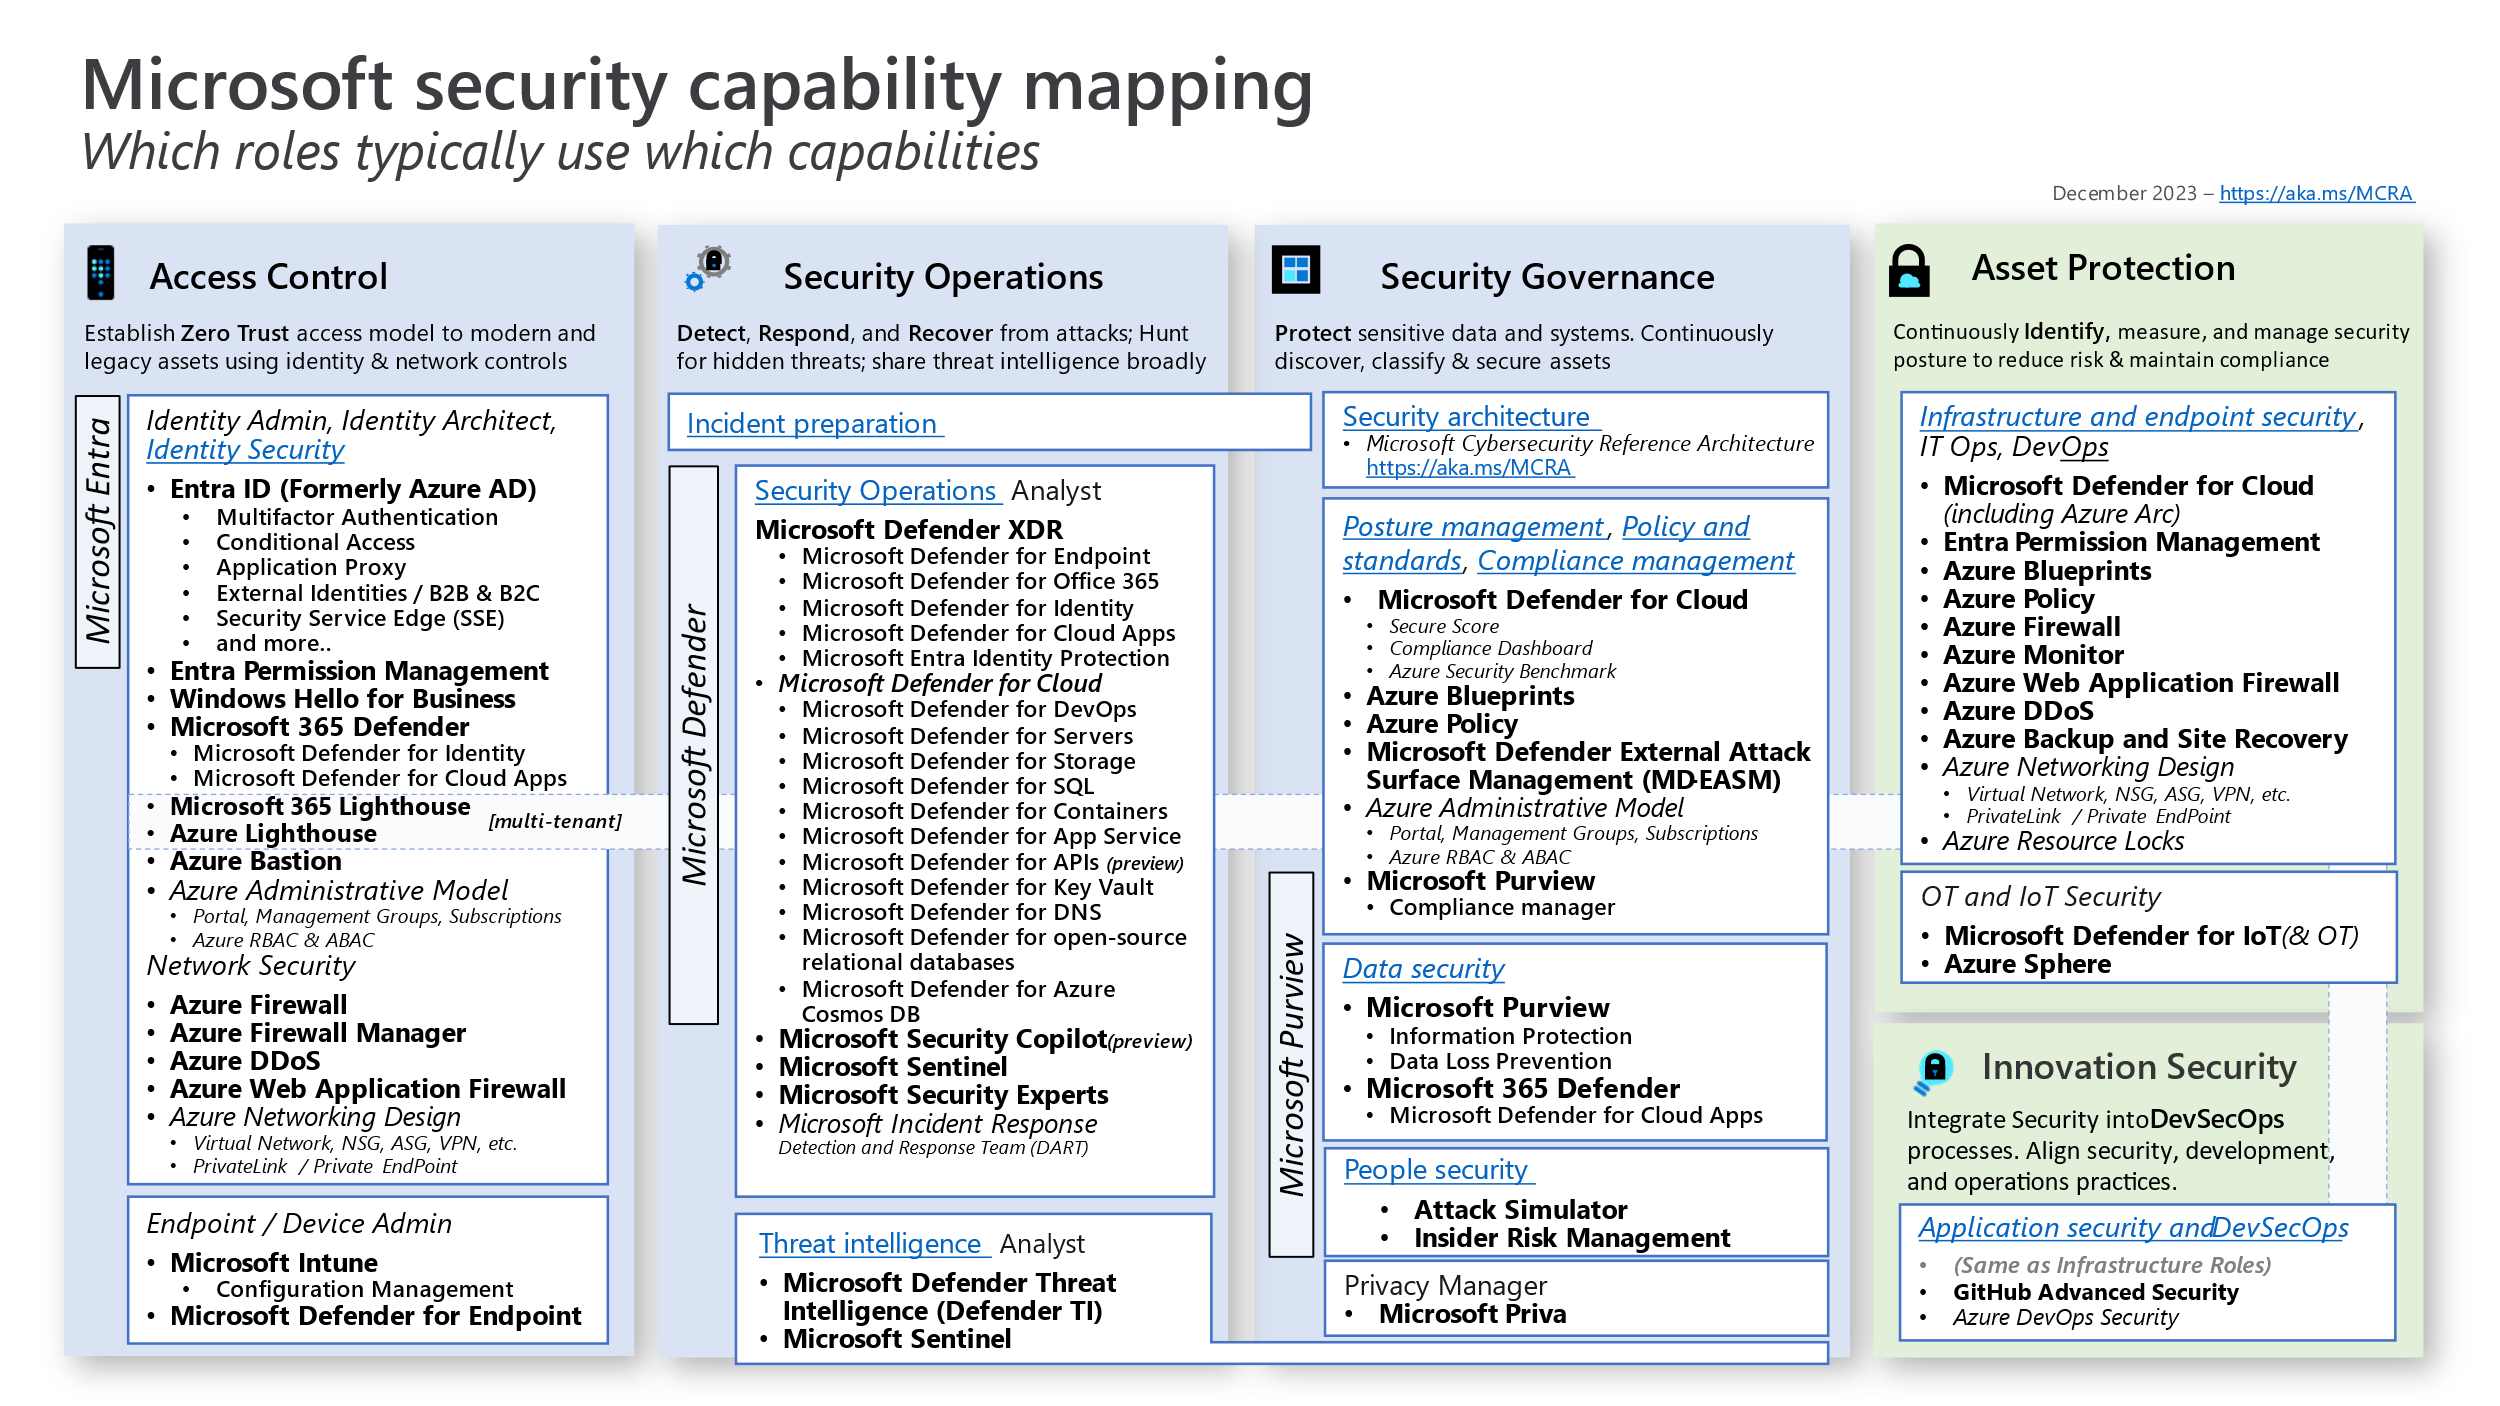 Microsoft security capability mapping
Which roles typically use which capabilities
December 2023 – https://aka.ms/MCRA
Access Control
Establish Zero Trust access model to modern and
legacy assets using identity & network controls
Microsoft Entra
Identity Admin, Identity Architect,
Identity Security
• Entra ID (Formerly Azure AD)
• Multifactor Authentication
• Conditional Access
• Application Proxy
• External Identities / B2B & B2C
• Security Service Edge (SSE)
• and more..
• Entra Permission Management
• Windows Hello for Business
• Microsoft 365 Defender
• Microsoft Defender for Identity
• Microsoft Defender for Cloud Apps
• Microsoft 365 Lighthouse
• Azure Lighthouse
[multi-tenant]
• Azure Bastion
• Azure Administrative Model
• Portal, Management Groups, Subscriptions
• Azure RBAC & ABAC
Network Security
• Azure Firewall
• Azure Firewall Manager
• Azure DDoS
• Azure Web Application Firewall
• Azure Networking Design
• Virtual Network, NSG, ASG, VPN, etc.
• PrivateLink / Private EndPoint
Endpoint / Device Admin
• Microsoft Intune
• Configuration Management
• Microsoft Defender for Endpoint
Security Operations
Detect, Respond, and Recover from attacks; Hunt
for hidden threats; share threat intelligence broadly
Incident preparation
Microsoft Defender
Security Operations Analyst
Microsoft Defender XDR
• Microsoft Defender for Endpoint
• Microsoft Defender for Office 365
• Microsoft Defender for Identity
• Microsoft Defender for Cloud Apps
• Microsoft Entra Identity Protection
• Microsoft Defender for Cloud
• Microsoft Defender for DevOps
• Microsoft Defender for Servers
• Microsoft Defender for Storage
• Microsoft Defender for SQL
• Microsoft Defender for Containers
• Microsoft Defender for App Service
• Microsoft Defender for APIs (preview)
• Microsoft Defender for Key Vault
• Microsoft Defender for DNS
• Microsoft Defender for open-source
relational databases
• Microsoft Defender for Azure
Cosmos DB
• Microsoft Security Copilot(preview)
• Microsoft Sentinel
• Microsoft Security Experts
• Microsoft Incident Response
Detection and Response Team (DART)
Threat intelligence Analyst
• Microsoft Defender Threat
Intelligence (Defender TI)
• Microsoft Sentinel
Security Governance
Protect sensitive data and systems. Continuously
discover, classify & secure assets
Security architecture
• Microsoft Cybersecurity Reference Architecture
https://aka.ms/MCRA
Posture management, Policy and
standards, Compliance management
• Microsoft Defender for Cloud
• Secure Score
• Compliance Dashboard
• Azure Security Benchmark
• Azure Blueprints
• Azure Policy
• Microsoft Defender External Attack
Surface Management (MD-EASM)
• Azure Administrative Model
• Portal, Management Groups, Subscriptions
• Azure RBAC & ABAC
• Microsoft Purview
• Compliance manager
Microsoft Purview
Data security
• Microsoft Purview
• Information Protection
• Data Loss Prevention
• Microsoft 365 Defender
• Microsoft Defender for Cloud Apps
People security
• Attack Simulator
• Insider Risk Management
Privacy Manager
• Microsoft Priva
Asset Protection
Continuously Identify, measure, and manage security
posture to reduce risk & maintain compliance
Infrastructure and endpoint security,
IT Ops, DevOps
• Microsoft Defender for Cloud
(including Azure Arc)
• Entra Permission Management
• Azure Blueprints
• Azure Policy
• Azure Firewall
• Azure Monitor
• Azure Web Application Firewall
• Azure DDoS
• Azure Backup and Site Recovery
• Azure Networking Design
• Virtual Network, NSG, ASG, VPN, etc.
• PrivateLink / Private EndPoint
• Azure Resource Locks
OT and IoT Security
• Microsoft Defender for IoT(& OT)
• Azure Sphere
Innovation Security
Integrate Security intoDevSecOps
processes. Align security, development,
and operations practices.
Application security andDevSecOps
• (Same as Infrastructure Roles)
• GitHub Advanced Security
• Azure DevOps Security